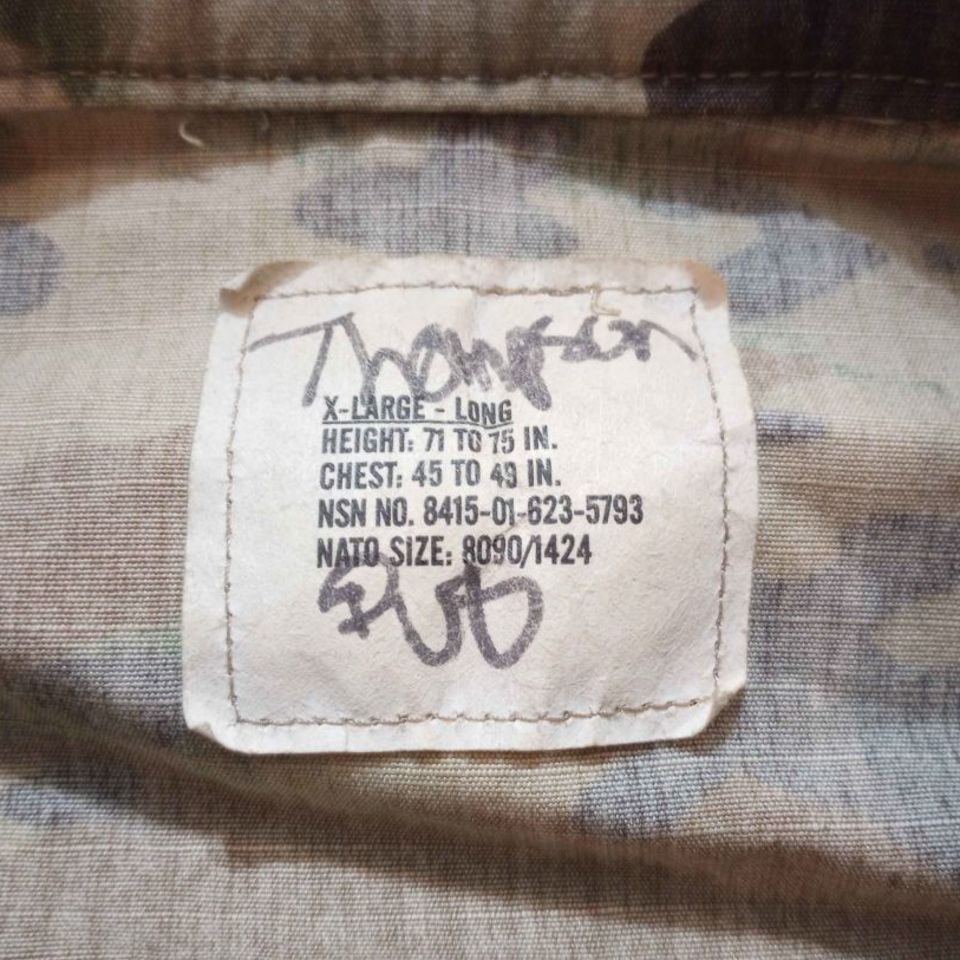 Thompson
X-LARGE - LONG
HEIGHT: 71 TO 75 IN.
CHEST: 45 TO 49 IN.
NSN NO. 8415-01-623-5793
NATO SIZE: 8090/1424